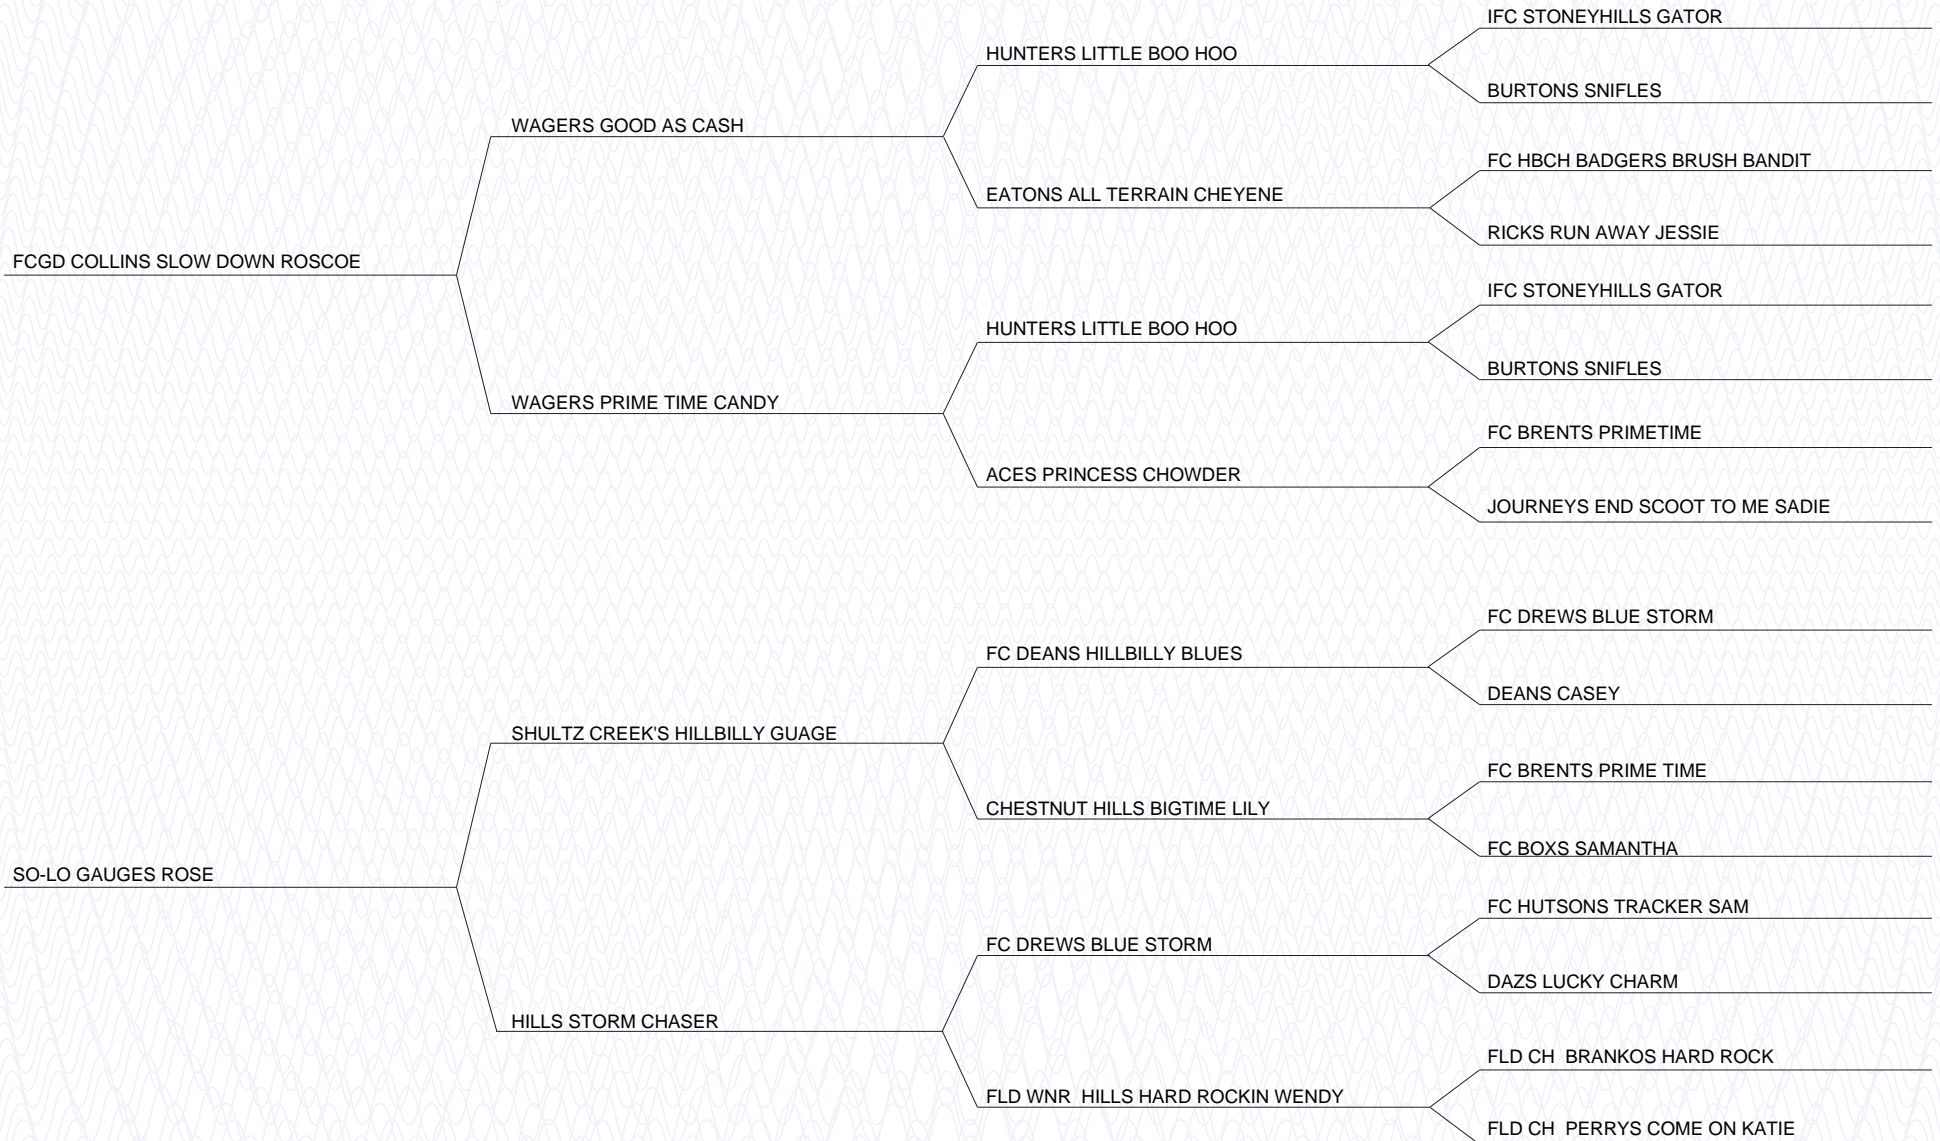 IFC STONEYHILLS GATOR
HUNTERS LITTLE BOO HOO
BURTONS SNIFLES
WAGERS GOOD AS CASH
FC HBCH BADGERS BRUSH BANDIT
EATONS ALL TERRAIN CHEYENE
RICKS RUN AWAY JESSIE
FCGD COLLINS SLOW DOWN ROSCOE
IFC STONEYHILLS GATOR
HUNTERS LITTLE BOO HOO
BURTONS SNIFLES
WAGERS PRIME TIME CANDY
FC BRENTS PRIMETIME
ACES PRINCESS CHOWDER
JOURNEYS END SCOOT TO ME SADIE
FC DREWS BLUE STORM
FC DEANS HILLBILLY BLUES
DEANS CASEY
SHULTZ CREEK'S HILLBILLY GUAGE
FC BRENTS PRIME TIME
CHESTNUT HILLS BIGTIME LILY
FC BOXS SAMANTHA
SO-LO GAUGES ROSE
FC HUTSONS TRACKER SAM
FC DREWS BLUE STORM
DAZS LUCKY CHARM
HILLS STORM CHASER
FLD CH  BRANKOS HARD ROCK
FLD WNR  HILLS HARD ROCKIN WENDY
FLD CH  PERRYS COME ON KATIE